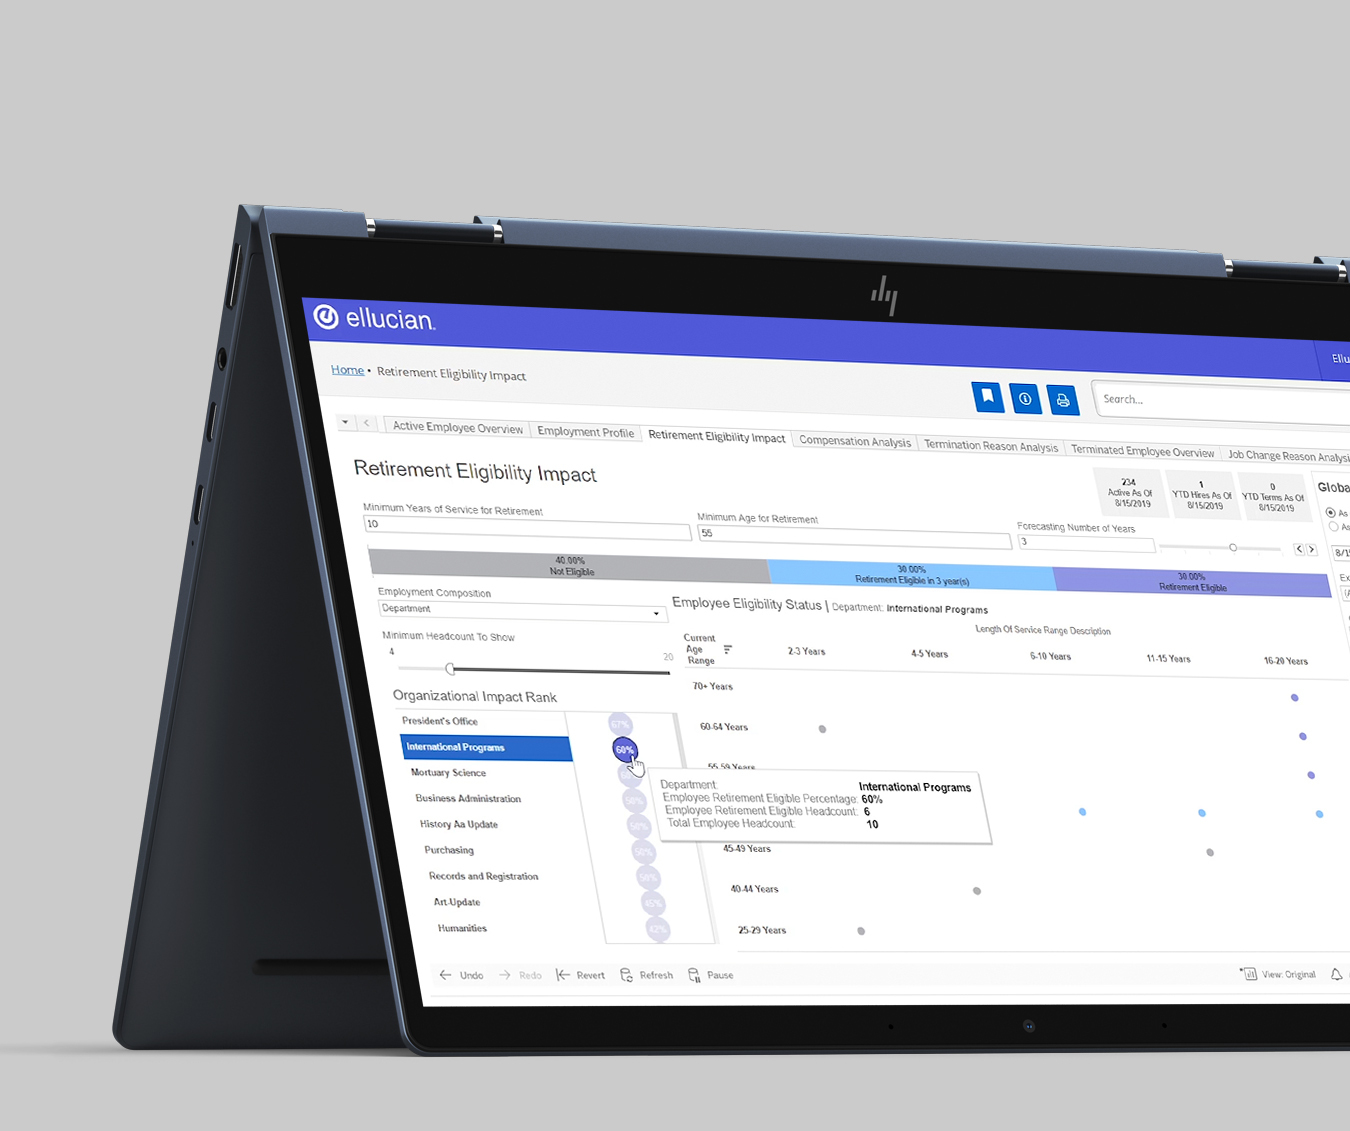 hp
ellucian
Ellu
Home • Retirement Eligibility Impact
Search...
Active Employee Overview
Employment Profile
Retirement Eligibility Impact
Compensation Analysis
Termination Reason Analysis
Terminated Employee Overview
Job Change Reason Analysis
Retirement Eligibility Impact
234
Active As Of
8/15/2019
1
YTD Hires As Of
8/15/2019
0
YTD Terms As Of
8/15/2019
Globa
As
As
8/1
Ex
(A
Minimum Years of Service for Retirement
10
Minimum Age for Retirement
55
Forecasting Number of Years
3
40.00%
Not Eligible
30.00%
Retirement Eligible in 3 year(s)
30.00%
Retirement Eligible
Employment Composition
Department
Minimum Headcount To Show
4
20
Employee Eligibility Status | Department: International Programs
Length Of Service Range Description
Current
Age
Range
2-3 Years
4-5 Years
6-10 Years
11-15 Years
16-20 Years
70+ Years
60-64 Years
55-59 Years
45-49 Years
40-44 Years
25-29 Years
Organizational Impact Rank
President's Office
67%
International Programs
60%
Mortuary Science
Business Administration
50%
History Aa Update
50%
Purchasing
50%
Records and Registration
50%
Art-Update
45%
Humanities
42%
Department: International Programs
Employee Retirement Eligible Percentage: 60%
Employee Retirement Eligible Headcount: 6
Total Employee Headcount: 10
Undo
Redo
Revert
Refresh
Pause
View: Original